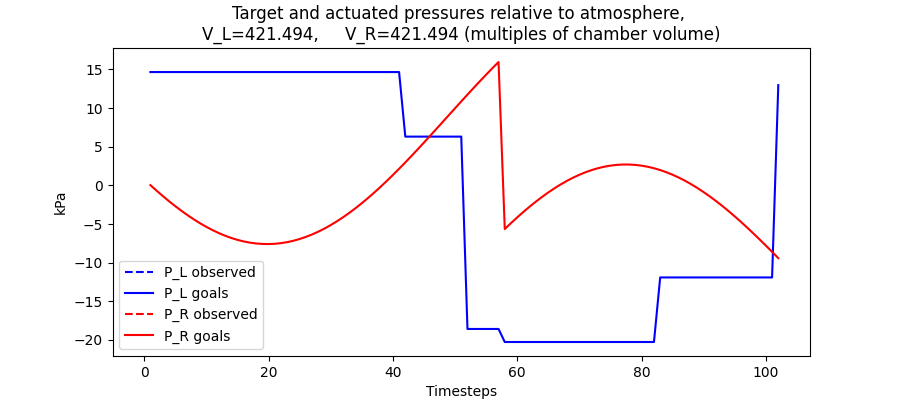 Target and actuated pressures relative to atmosphere,
V_L=421.494,     V_R=421.494 (multiples of chamber volume)
kPa
15
10
5
0
−5
−10
−15
−20
P_L observed
P_L goals
P_R observed
P_R goals
0 20 40 60 80 100
Timesteps